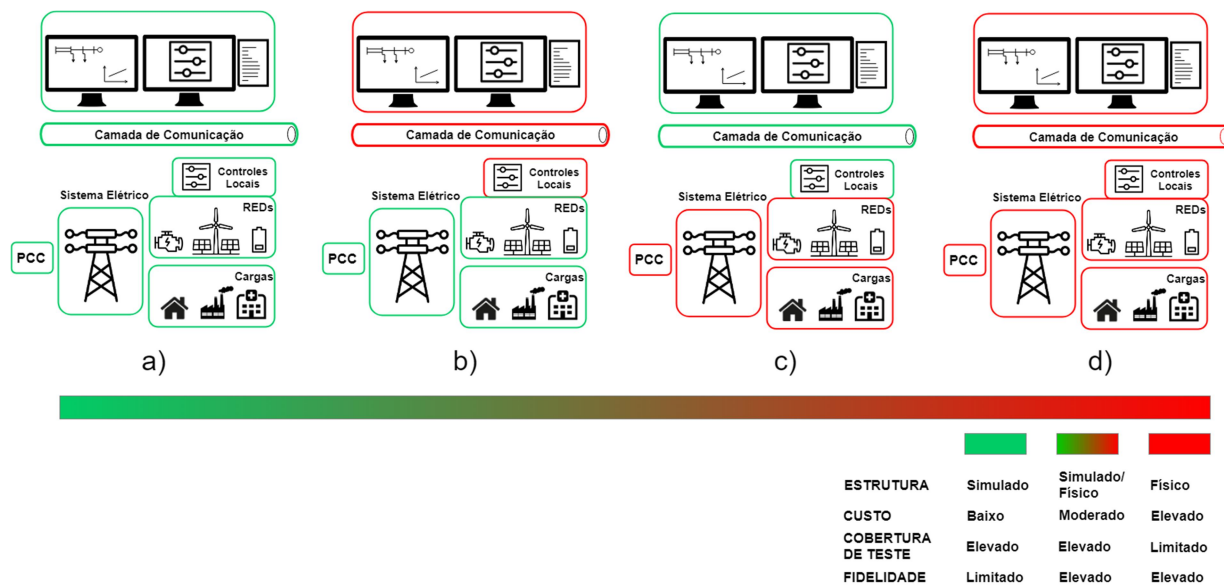 Camada de Comunicação
Camada de Comunicação
Camada de Comunicação
Camada de Comunicação
Controles
Locais
Sistema Elétrico
REDs
PCC
Cargas
Controles
Locais
Sistema Elétrico
REDs
PCC
Cargas
Controles
Locais
Sistema Elétrico
REDs
PCC
Cargas
Controles
Locais
Sistema Elétrico
REDs
PCC
Cargas
a)
b)
c)
d)
ESTRUTURA Simulado Simulado/ Físico Físico
CUSTO Baixo Moderado Elevado
COBERTURA DE TESTE Elevado Elevado Limitado
FIDELIDADE Limitado Elevado Elevado